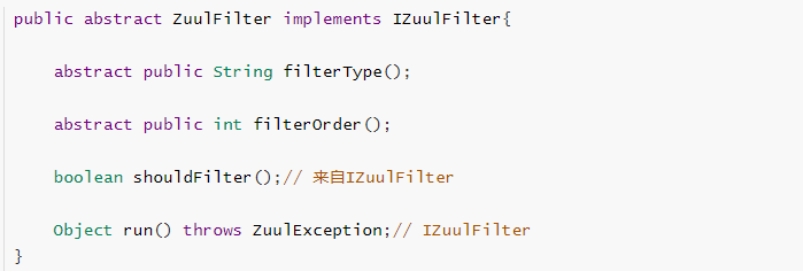 public abstract ZuulFilter implements IZuulFilter{
abstract public String filterType();
abstract public int filterOrder();
boolean shouldFilter();// 来自IZuulFilter
Object run() throws ZuulException;// IZuulFilter
}